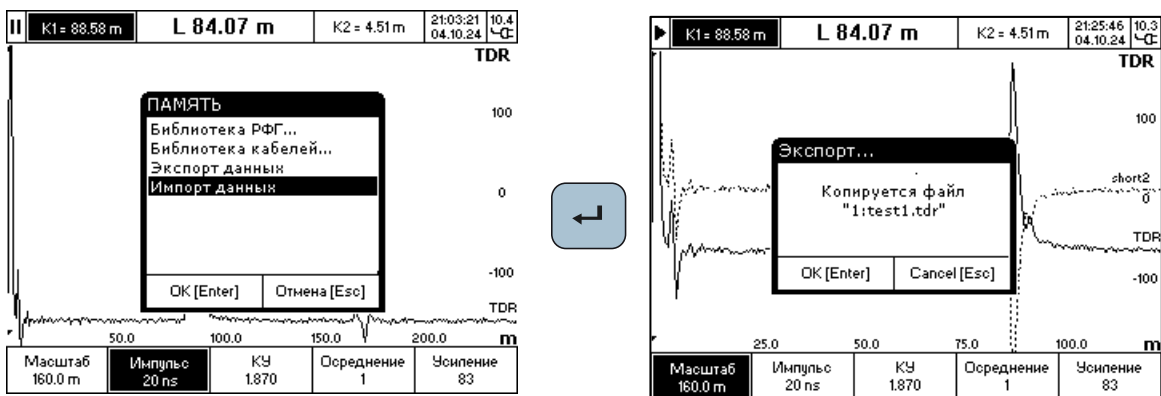 K1 = 88.58 m
L 84.07 m
K2 = 4.51 m
21:03:21
04.10.24
10.4
TDR
ПАМЯТЬ
Библиотека РФГ...
Библиотека кабелей...
Экспорт данных
Импорт данных
OK [Enter]
Отмена [Esc]
100
0
-100
TDR
50.0
100.0
150.0
200.0
m
Масштаб
160.0 m
Импульс
20 ns
КУ
1.870
Осреднение
1
Усиление
83
K1 = 88.58 m
L 84.07 m
K2 = 4.51 m
21:25:46
04.10.24
10.3
TDR
Экспорт...
Копируется файл
"1:test1.tdr"
OK [Enter]
Cancel [Esc]
100
short2
0
TDR
-100
25.0
50.0
75.0
100.0
m
Масштаб
160.0 m
Импульс
20 ns
КУ
1.870
Осреднение
1
Усиление
83